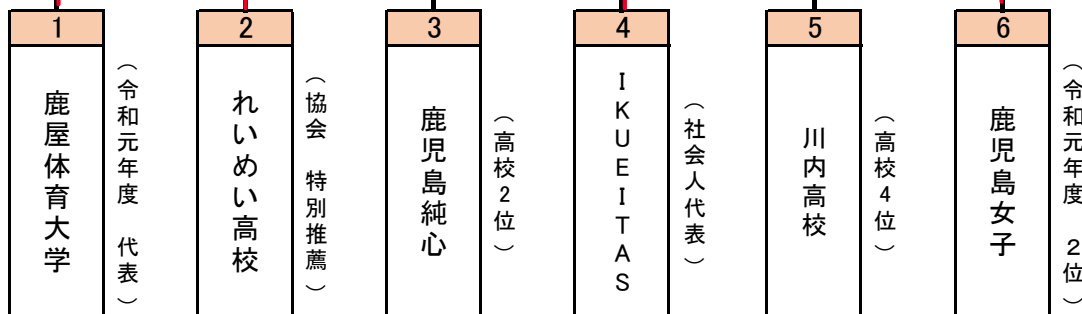 1
鹿屋体育大学
(令和元年度 代表)
2
れいめい高校
(協会 特別推薦)
3
鹿児島純心
(高校2位)
4
IKUEITAS
(社会人代表)
5
川内高校
(高校4位)
6
鹿児島女子
(令和元年度 2位)